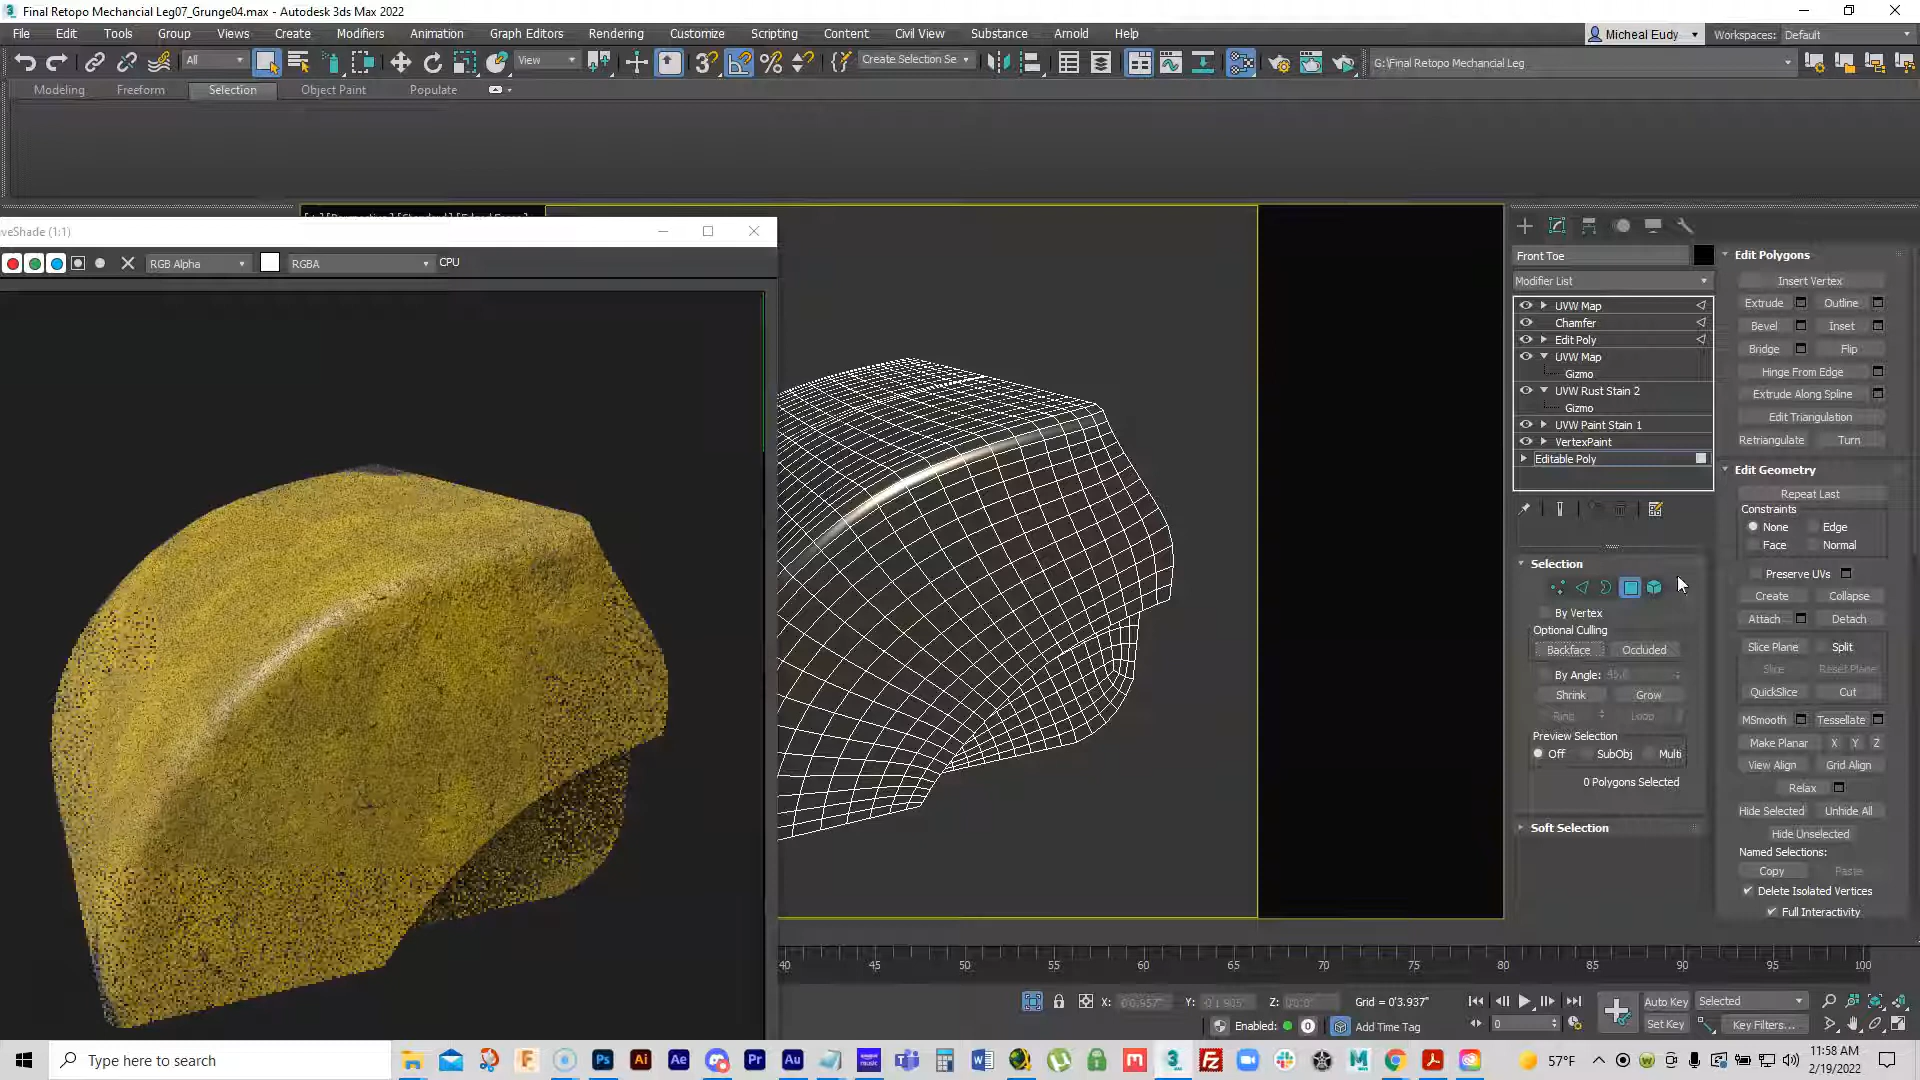 Final Retopo Mechancial Leg07_Grunge04.max - Autodesk 3ds Max 2022
File Edit Tools Group Views Create Modifiers Animation Graph Editors Rendering Customize Scripting Content Civil View Substance Arnold Help Micheal Eudy Workspaces: Default
All View Create Selection Se G:\Final Retopo Mechancial Leg
Modeling Freeform Selection Object Paint Populate
iveShade (1:1)
RGB Alpha RGBA CPU
Front Toe
Modifier List
UVW Map
Chamfer
Edit Poly
UVW Map
Gizmo
UVW Rust Stain 2
Gizmo
UVW Paint Stain 1
VertexPaint
Editable Poly
Selection
By Vertex
Optional Culling
Backface Occluded
By Angle: 45.0
Shrink Grow
Ring Loop
Preview Selection
Off SubObj Multi
0 Polygons Selected
Soft Selection
Edit Polygons
Insert Vertex
Extrude Outline
Bevel Inset
Bridge Flip
Hinge From Edge
Extrude Along Spline
Edit Triangulation
Retriangulate Turn
Edit Geometry
Repeat Last
Constraints
None Edge
Face Normal
Preserve UVs
Create Collapse
Attach Detach
Slice Plane Split
Slice Reset Plane
QuickSlice Cut
MSmooth Tessellate
Make Planar X Y Z
View Align Grid Align
Relax
Hide Selected Unhide All
Hide Unselected
Named Selections:
Copy Paste
Delete Isolated Vertices
Full Interactivity
40 45 50 55 60 65 70 75 80 85 90 95 100
X: Y: Z: Grid = 0'3.937" Auto Key Selected
Enabled: 0 Add Time Tag 0 Set Key Key Filters...
Type here to search 57°F 11:58 AM
2/19/2022